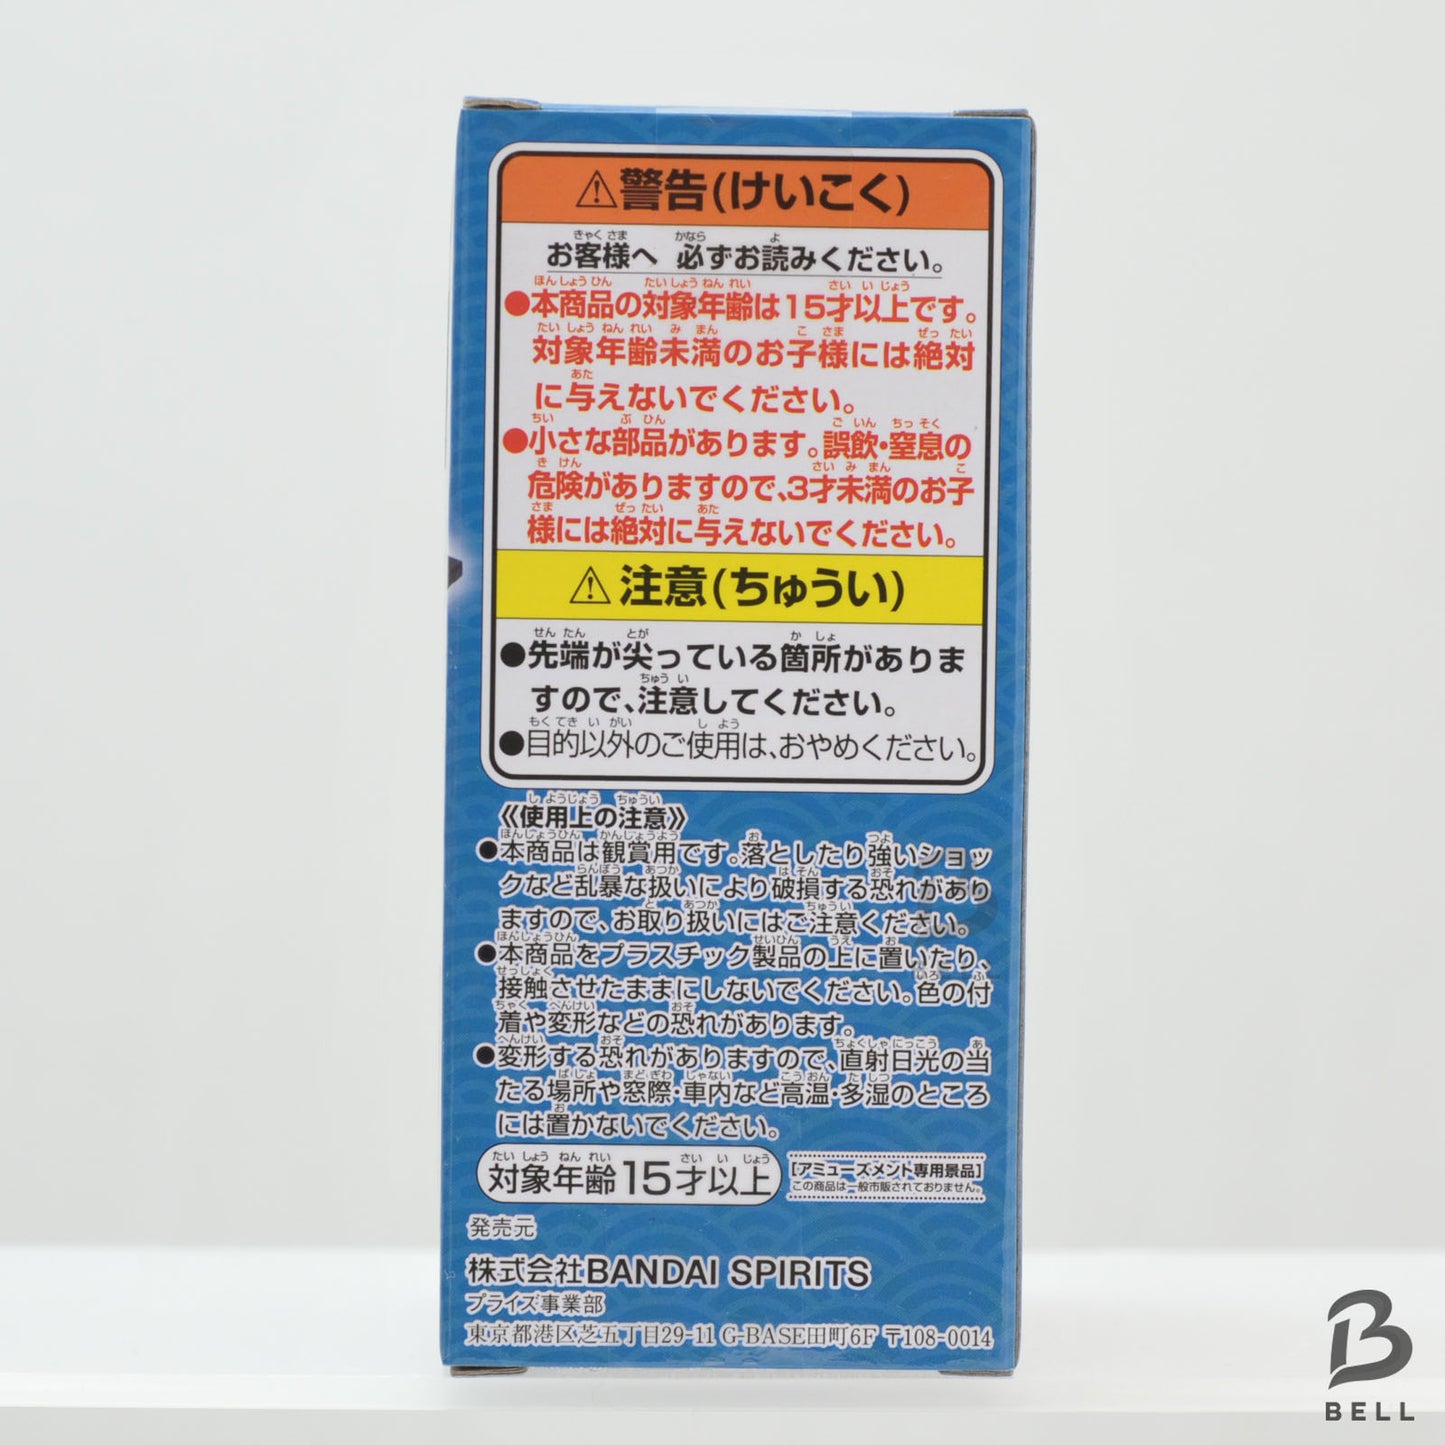 ⚠警告(けいこく)
お客様へ 必ずお読みください。
●本商品の対象年齢は15才以上です。
対象年齢未満のお子様には絶対
に与えないでください。
●小さな部品があります。誤飲・窒息の
危険がありますので、3才未満のお子
様には絶対に与えないでください。
⚠注意(ちゅうい)
●先端が尖っている箇所がありま
すので、注意してください。
●目的以外のご使用は、おやめください。
《使用上の注意》
●本商品は観賞用です。落としたり強いショッ
クなど乱暴な扱いにより破損する恐れがあり
ますので、お取り扱いにはご注意ください。
●本商品をプラスチック製品の上に置いたり、
接触させたままにしないでください。色の付
着や変形などの恐れがあります。
●変形する恐れがありますので、直射日光の当
たる場所や窓際・車内など高温・多湿のところ
には置かないでください。
対象年齢15才以上
[アミューズメント専用景品]
この商品は一般市販されておりません。
発売元
株式会社BANDAI SPIRITS
プライズ事業部
東京都港区芝五丁目29-11 G-BASE田町6F 〒108-0014
B
BELL